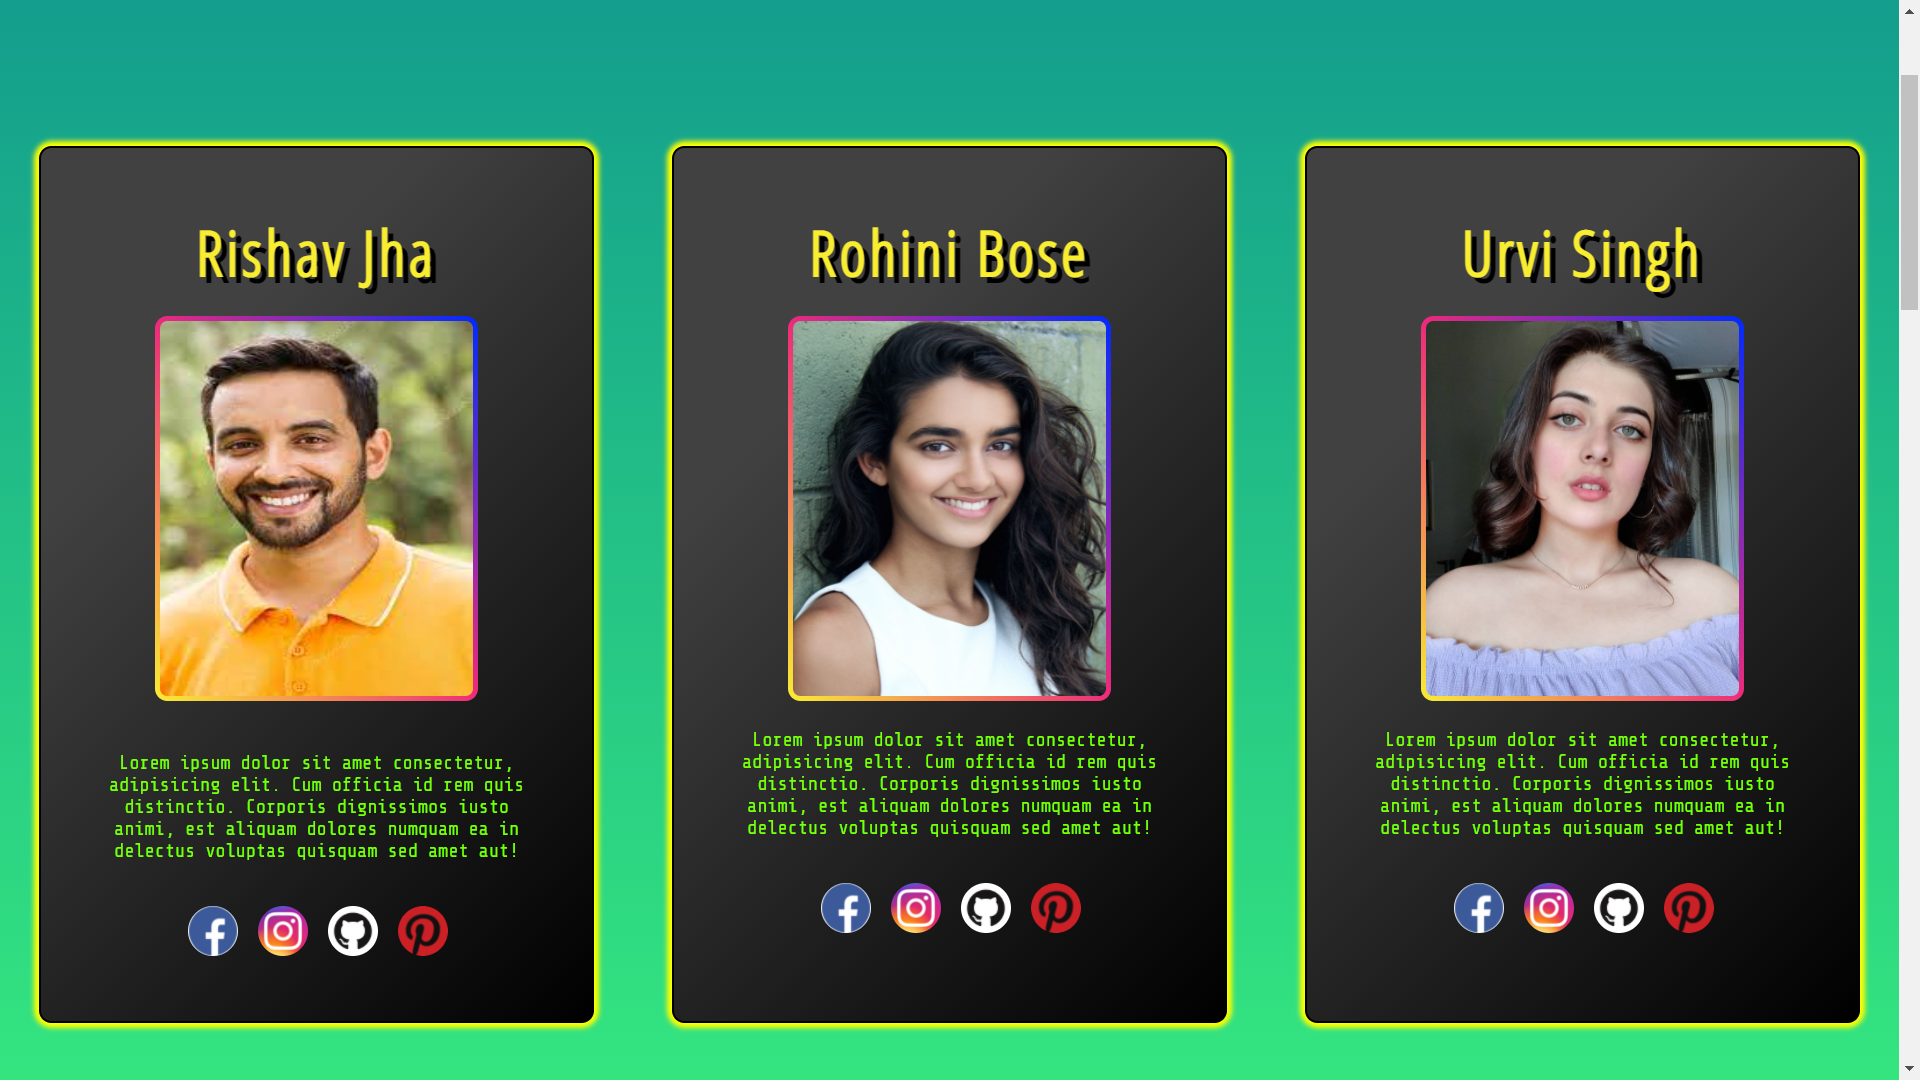 Rishav Jha
Lorem ipsum dolor sit amet consectetur,
adipisicing elit. Cum officia id rem quis
distinctio. Corporis dignissimos iusto
animi, est aliquam dolores numquam ea in
delectus voluptas quisquam sed amet aut!
Rohini Bose
Lorem ipsum dolor sit amet consectetur,
adipisicing elit. Cum officia id rem quis
distinctio. Corporis dignissimos iusto
animi, est aliquam dolores numquam ea in
delectus voluptas quisquam sed amet aut!
Urvi Singh
Lorem ipsum dolor sit amet consectetur,
adipisicing elit. Cum officia id rem quis
distinctio. Corporis dignissimos iusto
animi, est aliquam dolores numquam ea in
delectus voluptas quisquam sed amet aut!